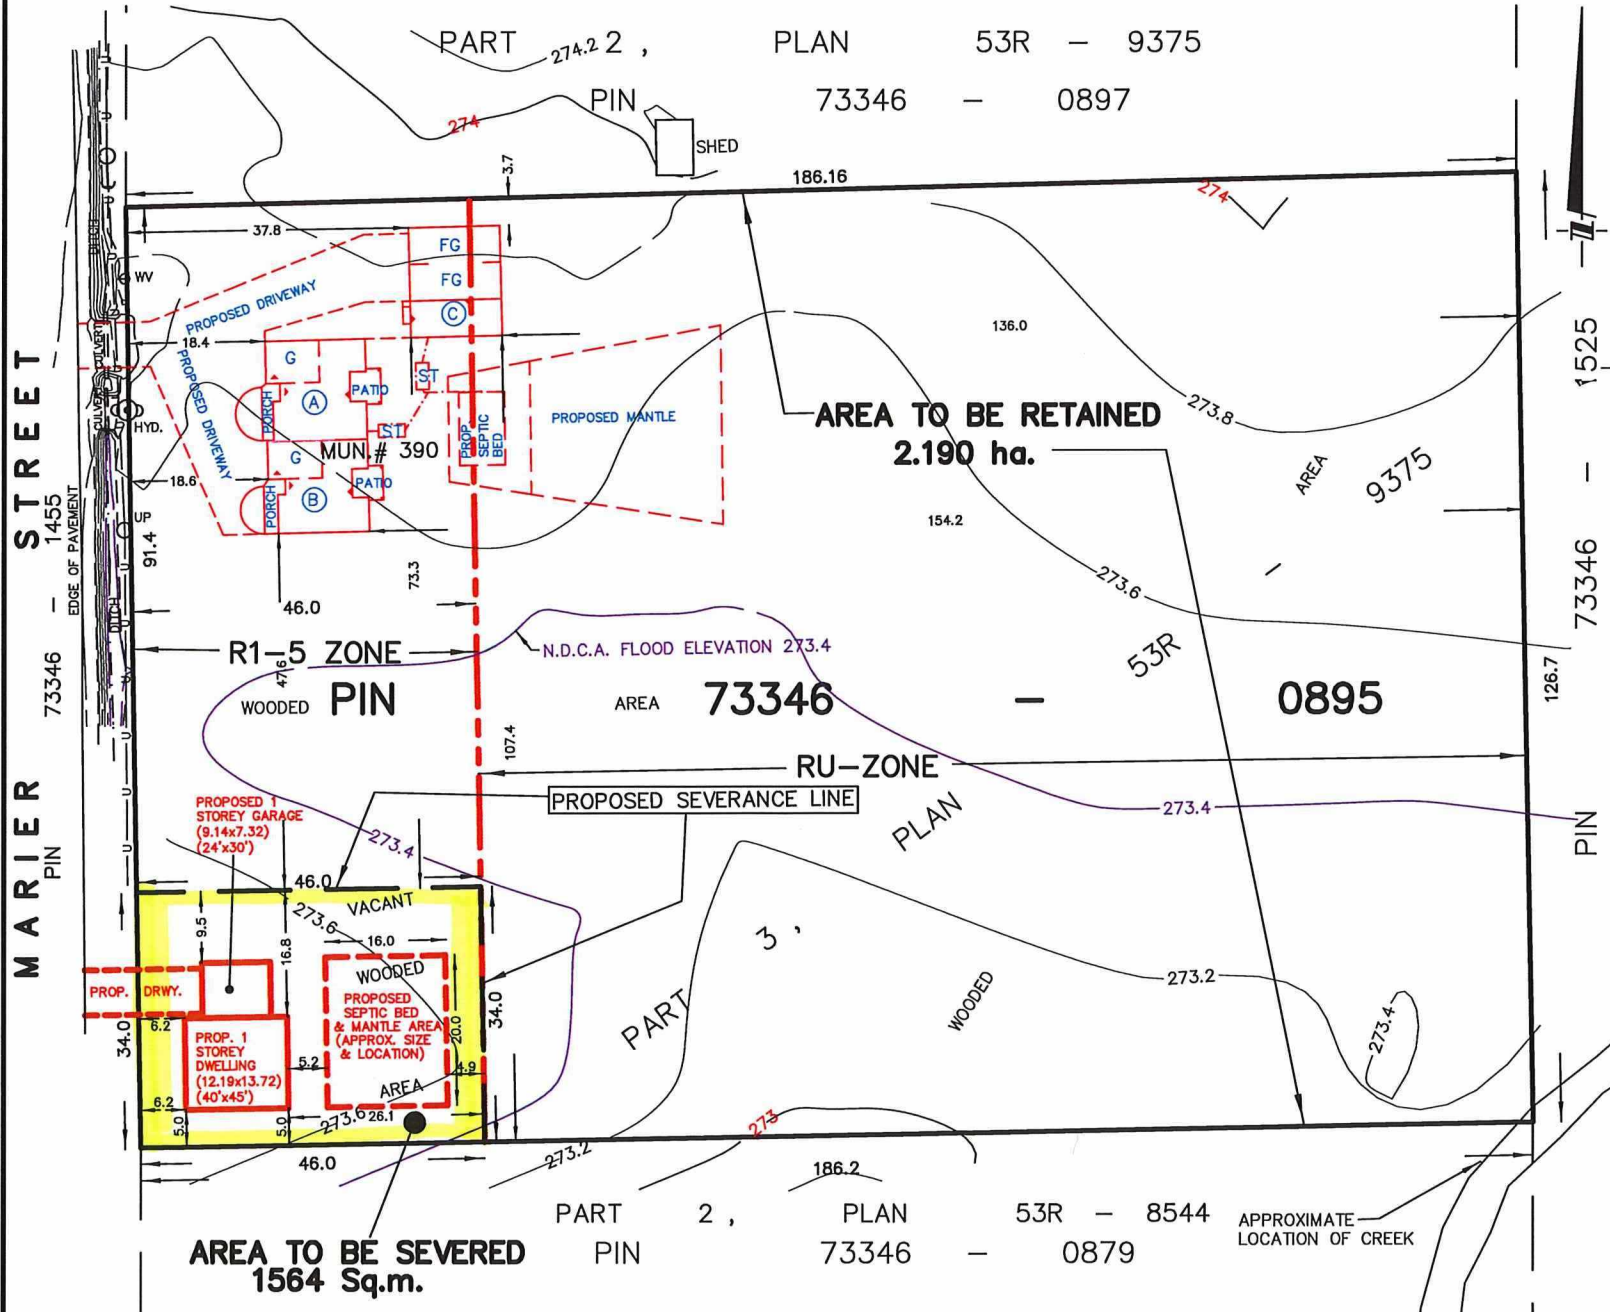 PART 2 , PLAN 53R - 9375
274.2
PIN 73346 - 0897
274
SHED
3.7
186.16
274
37.8
FG
FG
C
WV
DITCH
PROPOSED DRIVEWAY
136.0
18.4
G
CULVERT
CULVERT
PROPOSED DRIVEWAY
ST
PATIO
A
PORCH
PROPOSED MANTLE
PROP. SEPTIC BED
AREA TO BE RETAINED
2.190 ha.
273.8
HYD.
ST
MUN.# 390
G
18.6
PATIO
B
PORCH
AREA
9375
UP
154.2
91.4
73.3
273.6
46.0
DITCH
R1-5 ZONE
N.D.C.A. FLOOD ELEVATION 273.4
53R -
47.6
WOODED
PIN 73346 - 0895
AREA
126.7
107.4
RU-ZONE
PROPOSED SEVERANCE LINE
PROPOSED 1
STOREY GARAGE
(9.14x7.32)
(24'x30')
273.4
273.4
PLAN
MARIER STREET
PIN 73346 - 1455
EDGE OF PAVEMENT
PIN 73346 - 1525
46.0
VACANT
273.6
9.5
16.8
16.0
WOODED
PROP. DRWY.
PROPOSED
SEPTIC BED
& MANTLE AREA
(APPROX. SIZE
& LOCATION)
20.0
34.0
34.0
6.2
PROP. 1
STOREY
DWELLING
(12.19x13.72)
(40'x45')
5.2
4.9
AREA
6.2
5.0
5.0
273.6
26.1
46.0
3 ,
PART
WOODED
273.2
273.4
273
273.2
186.2
PART 2 , PLAN 53R - 8544
PIN 73346 - 0879
APPROXIMATE
LOCATION OF CREEK
AREA TO BE SEVERED
1564 Sq.m.